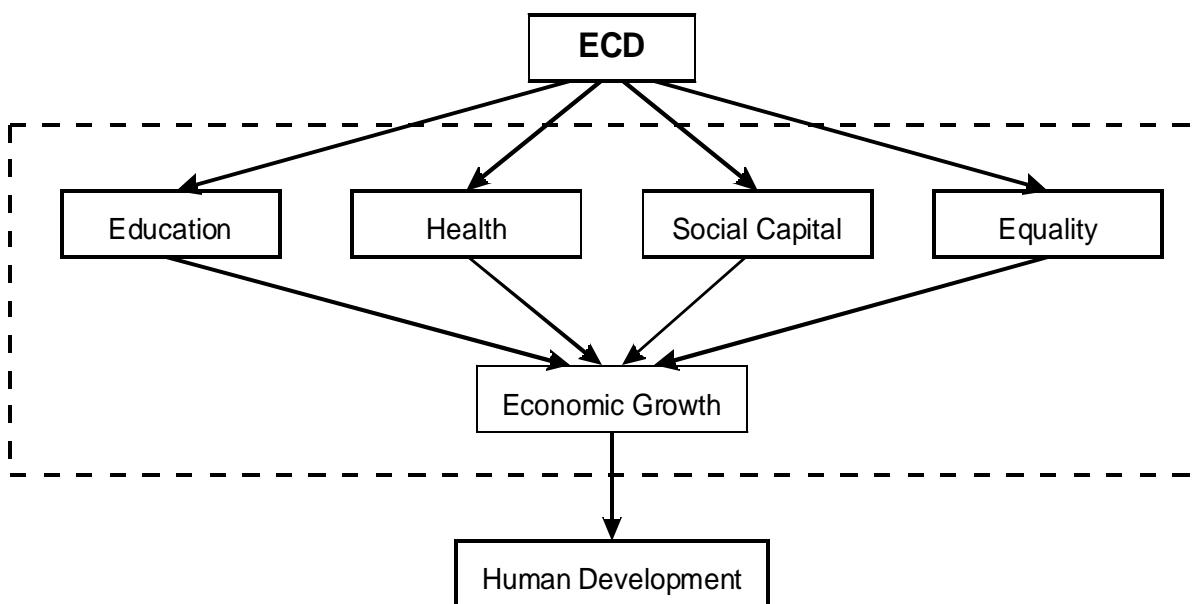 ECD
Education
Health
Social Capital
Equality
Economic Growth
Human Development